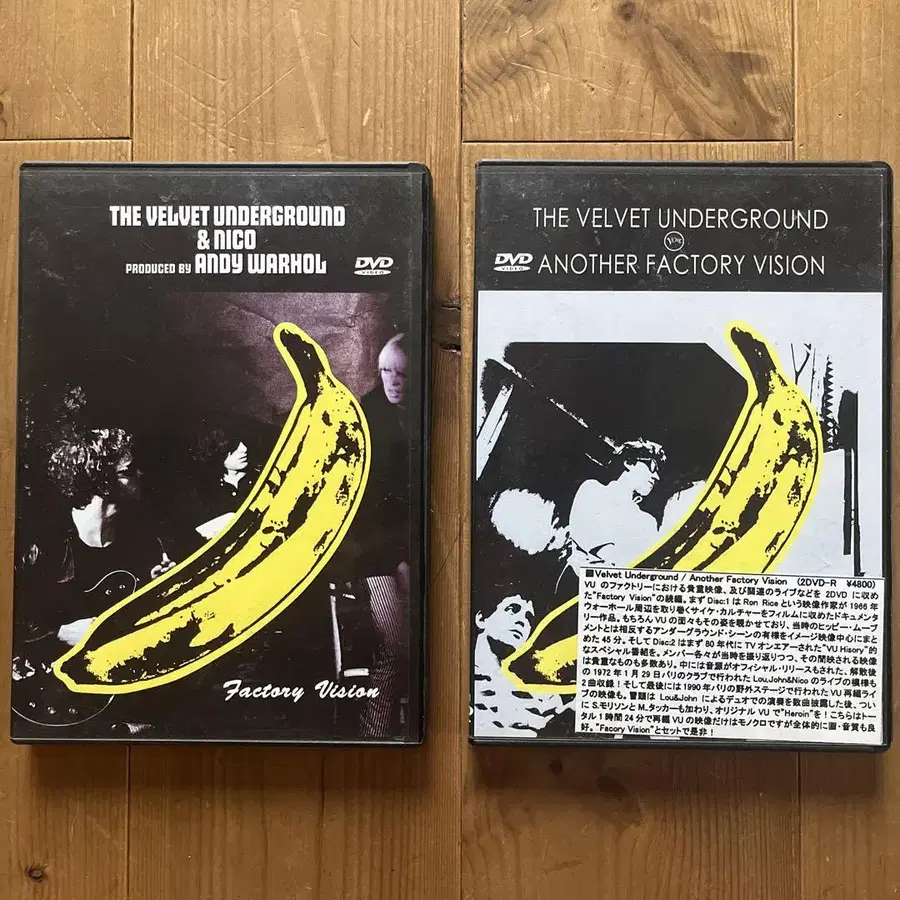 THE VELVET UNDERGROUND
& NICO
PRODUCED BY ANDY WARHOL
DVD
VIDEO
Factory Vision
THE VELVET UNDERGROUND
DVD
VIDEO
ANOTHER FACTORY VISION
■Velvet Underground / Another Factory Vision (2DVD-R ¥4800)
VU のファクトリーにおける貴重映像、及び関連のライブなどを 2DVD に収め
た"Factory Vision"の続編。まず Disc:1 は Ron Rice という映像作家が 1966 年
ウォーホール周辺を取り巻くサイケ・カルチャーをフィルムに収めたドキュメンタ
リー作品。もちろん VU の面々もその姿を覗かせており、当時のヒッピー・ムーブ
メントとは相反するアンダーグラウンド・シーンの有様をイメージ映像中心にまと
めた 45 分。そして Disc:2 はまず 80 年代に TV オンエアーされた"VU Hisory"的
なスペシャル番組を。メンバー各々が当時を振り返りつつ、その間映される映像
は貴重なものも多数あり。中には音源がオフィシャル・リリースもされた、解散後
の 1972 年 1 月 29 日パリのクラブで行われた Lou,John&Nico のライブの模様も
2 曲収録！そして最後には 1990 年パリの野外ステージで行われた VU 再編ライ
ブの映像も。冒頭は Lou&John によるデュオでの演奏を数曲披露した後、つい
に S.モリソンと M.タッカーも加わり、オリジナル VU で"Heroin"を！こちらはトー
タル 1 時間 24 分で再編 VU の映像だけはモノクロですが全体的に画・音質も良
好。"Facory Vision"とセットで是非！